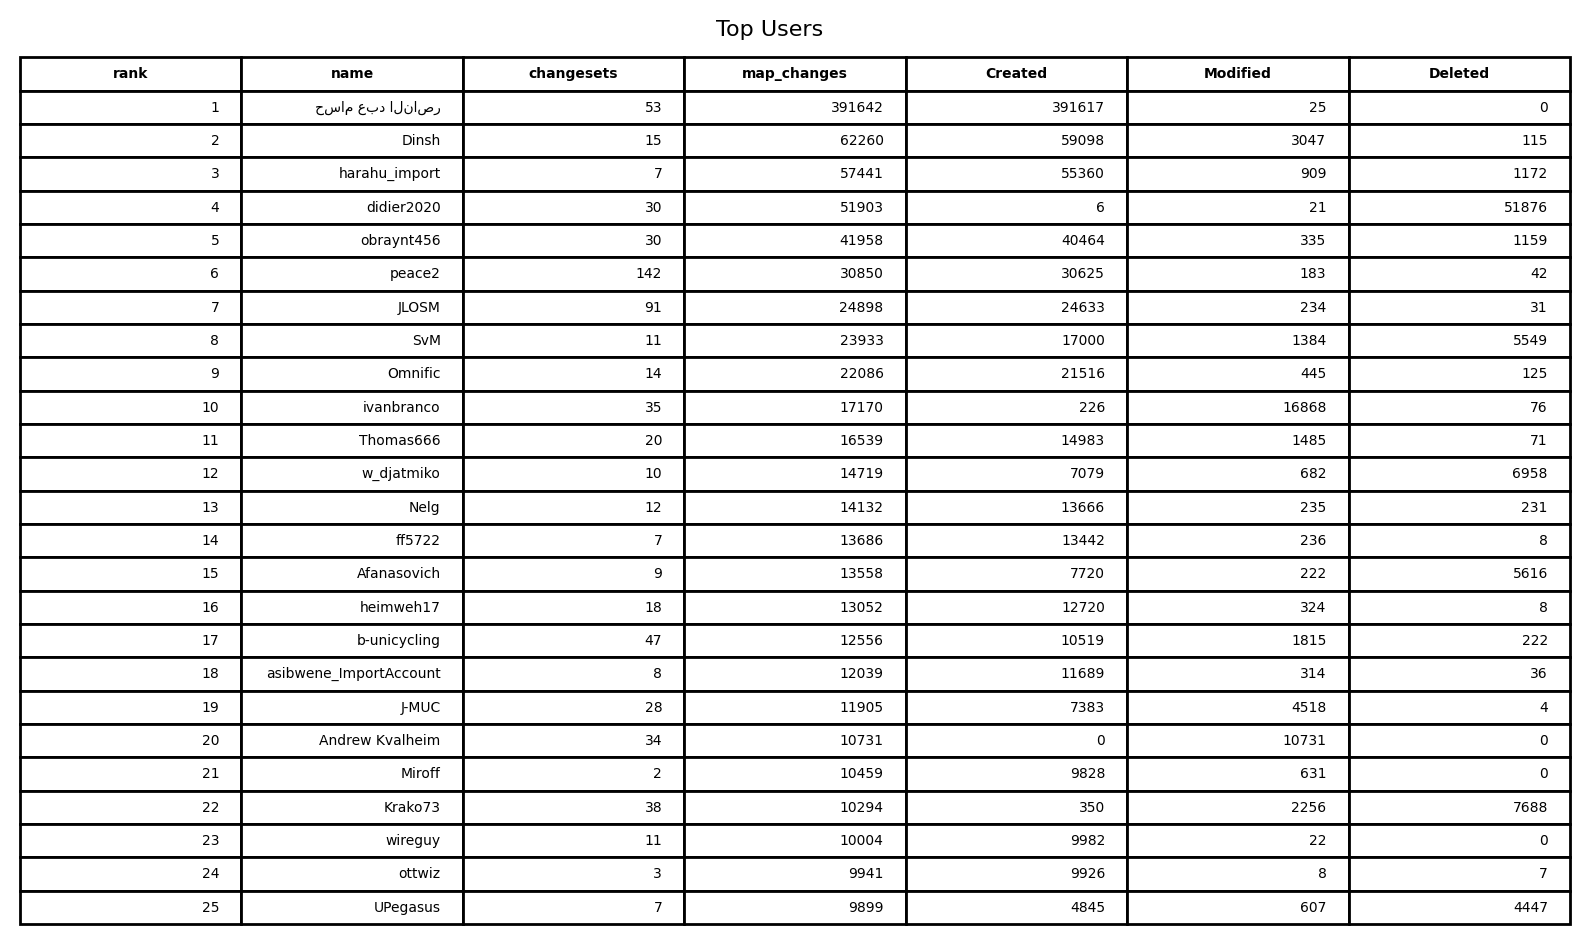 Top Users
rank name changesets map_changes Created Modified Deleted
1 حسام عبد الناصر 53 391642 391617 25 0
2 Dinsh 15 62260 59098 3047 115
3 harahu_import 7 57441 55360 909 1172
4 didier2020 30 51903 6 21 51876
5 obraynt456 30 41958 40464 335 1159
6 peace2 142 30850 30625 183 42
7 JLOSM 91 24898 24633 234 31
8 SvM 11 23933 17000 1384 5549
9 Omnific 14 22086 21516 445 125
10 ivanbranco 35 17170 226 16868 76
11 Thomas666 20 16539 14983 1485 71
12 w_djatmiko 10 14719 7079 682 6958
13 Nelg 12 14132 13666 235 231
14 ff5722 7 13686 13442 236 8
15 Afanasovich 9 13558 7720 222 5616
16 heimweh17 18 13052 12720 324 8
17 b-unicycling 47 12556 10519 1815 222
18 asibwene_ImportAccount 8 12039 11689 314 36
19 J-MUC 28 11905 7383 4518 4
20 Andrew Kvalheim 34 10731 0 10731 0
21 Miroff 2 10459 9828 631 0
22 Krako73 38 10294 350 2256 7688
23 wireguy 11 10004 9982 22 0
24 ottwiz 3 9941 9926 8 7
25 UPegasus 7 9899 4845 607 4447